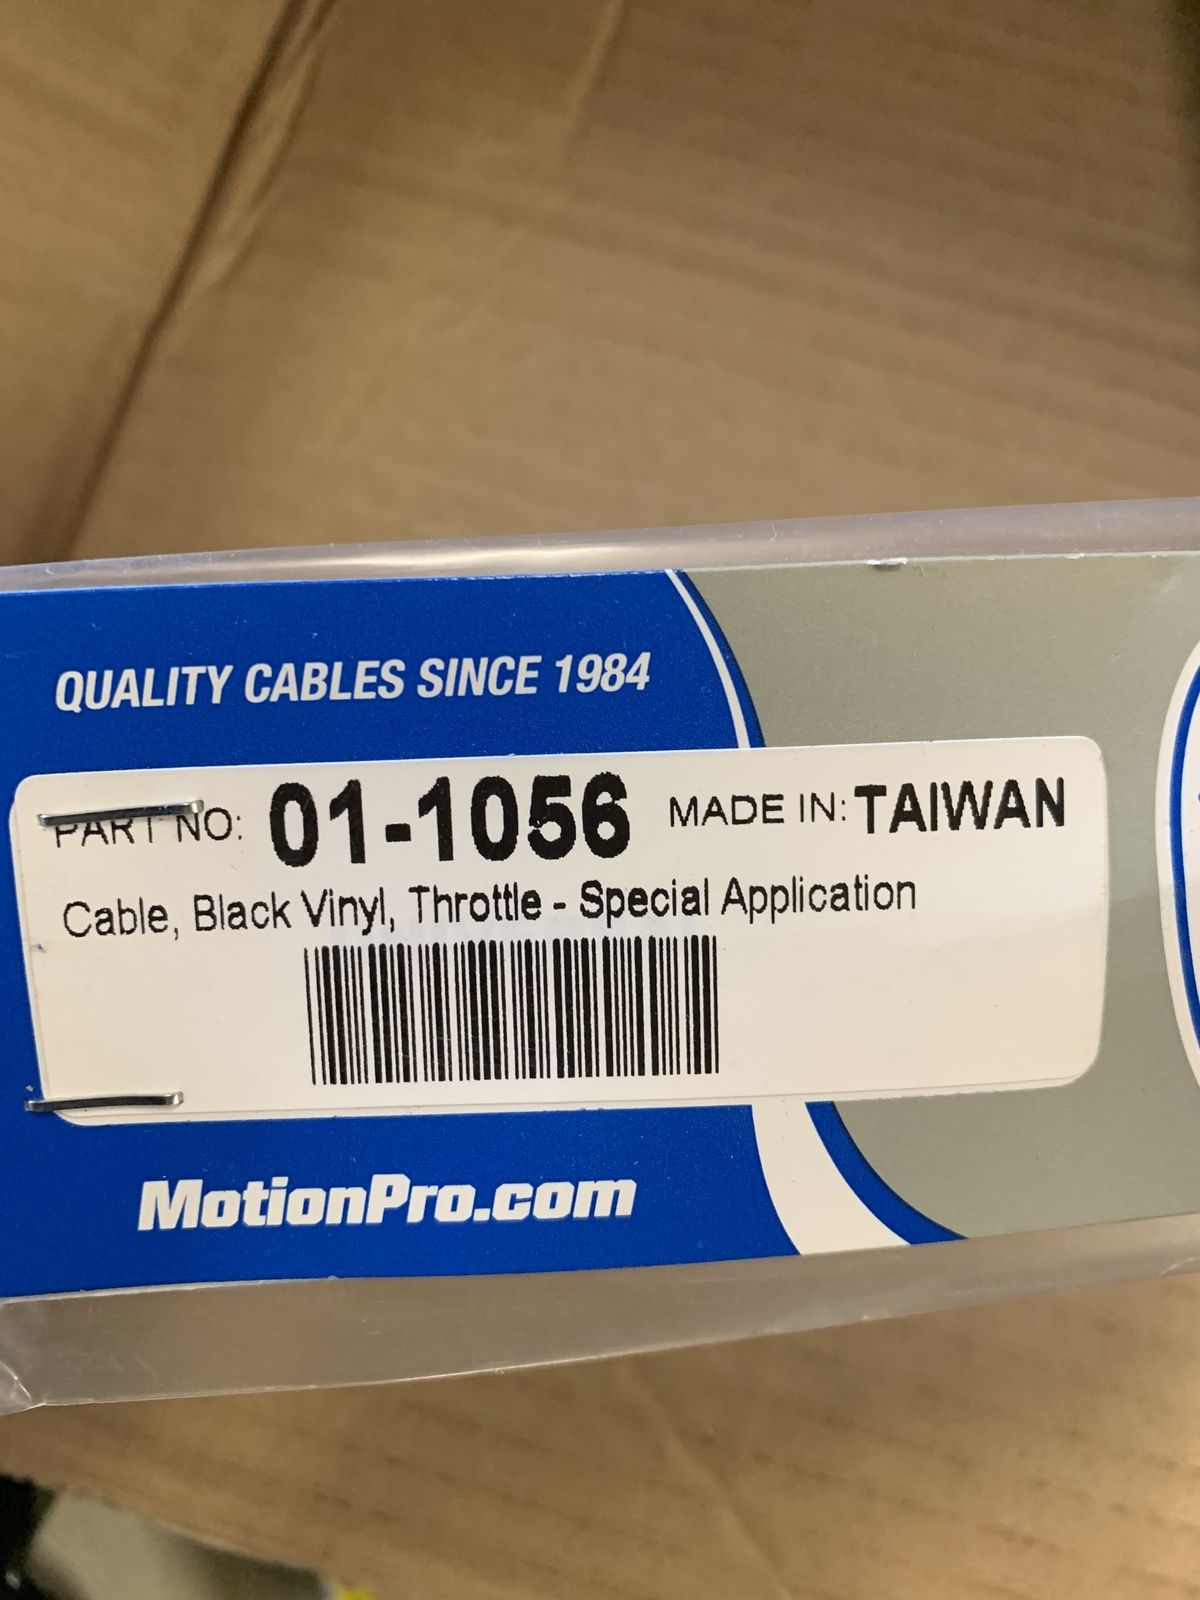 QUALITY CABLES SINCE 1984
PART NO: 01-1056 MADE IN: TAIWAN
Cable, Black Vinyl, Throttle - Special Application
MotionPro.com